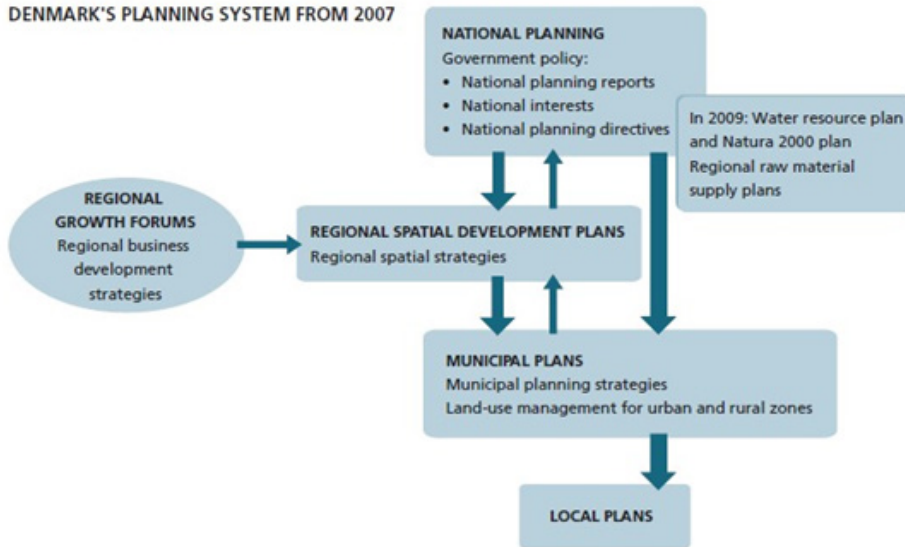 DENMARK'S PLANNING SYSTEM FROM 2007
NATIONAL PLANNING
Government policy:
• National planning reports
• National interests
• National planning directives
In 2009: Water resource plan
and Natura 2000 plan
Regional raw material
supply plans
REGIONAL
GROWTH FORUMS
Regional business
development
strategies
REGIONAL SPATIAL DEVELOPMENT PLANS
Regional spatial strategies
MUNICIPAL PLANS
Municipal planning strategies
Land-use management for urban and rural zones
LOCAL PLANS